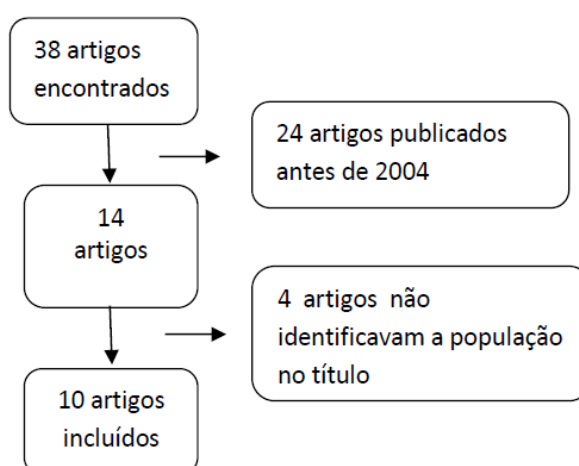 38 artigos
encontrados
24 artigos publicados
antes de 2004
14
artigos
4 artigos não
identificavam a população
no título
10 artigos
incluídos